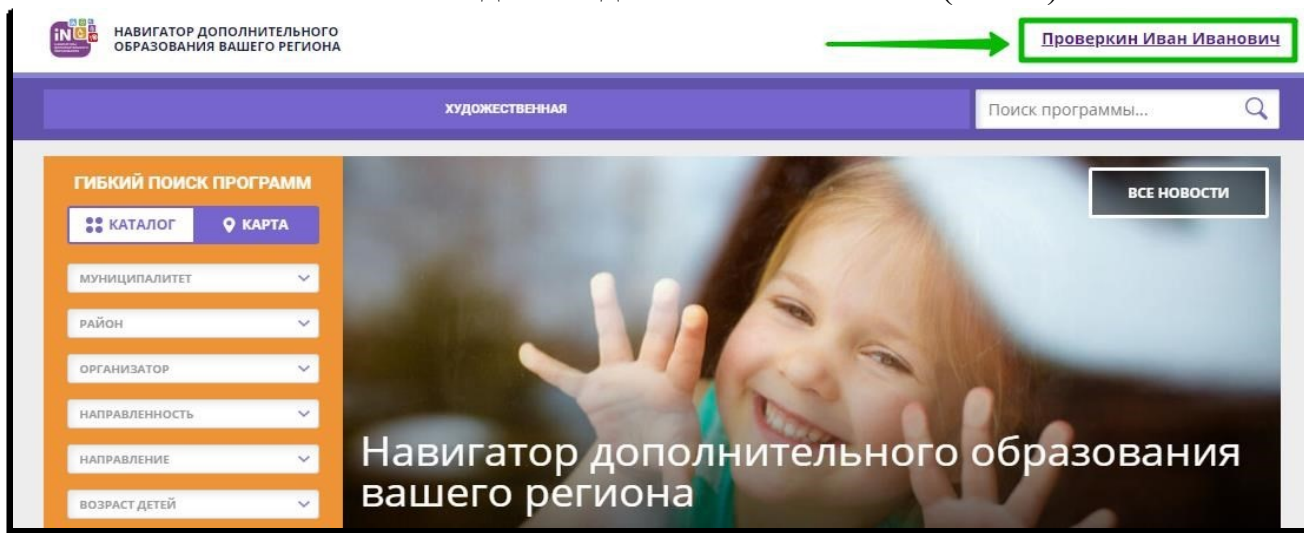 НАВИГАТОР ДОПОЛНИТЕЛЬНОГО
ОБРАЗОВАНИЯ ВАШЕГО РЕГИОНА
Проверкин Иван Иванович
ХУДОЖЕСТВЕННАЯ
Поиск программы...
ГИБКИЙ ПОИСК ПРОГРАММ
КАТАЛОГ
КАРТА
МУНИЦИПАЛИТЕТ
РАЙОН
ОРГАНИЗАТОР
НАПРАВЛЕННОСТЬ
НАПРАВЛЕНИЕ
ВОЗРАСТ ДЕТЕЙ
ВСЕ НОВОСТИ
Навигатор дополнительного образования
вашего региона